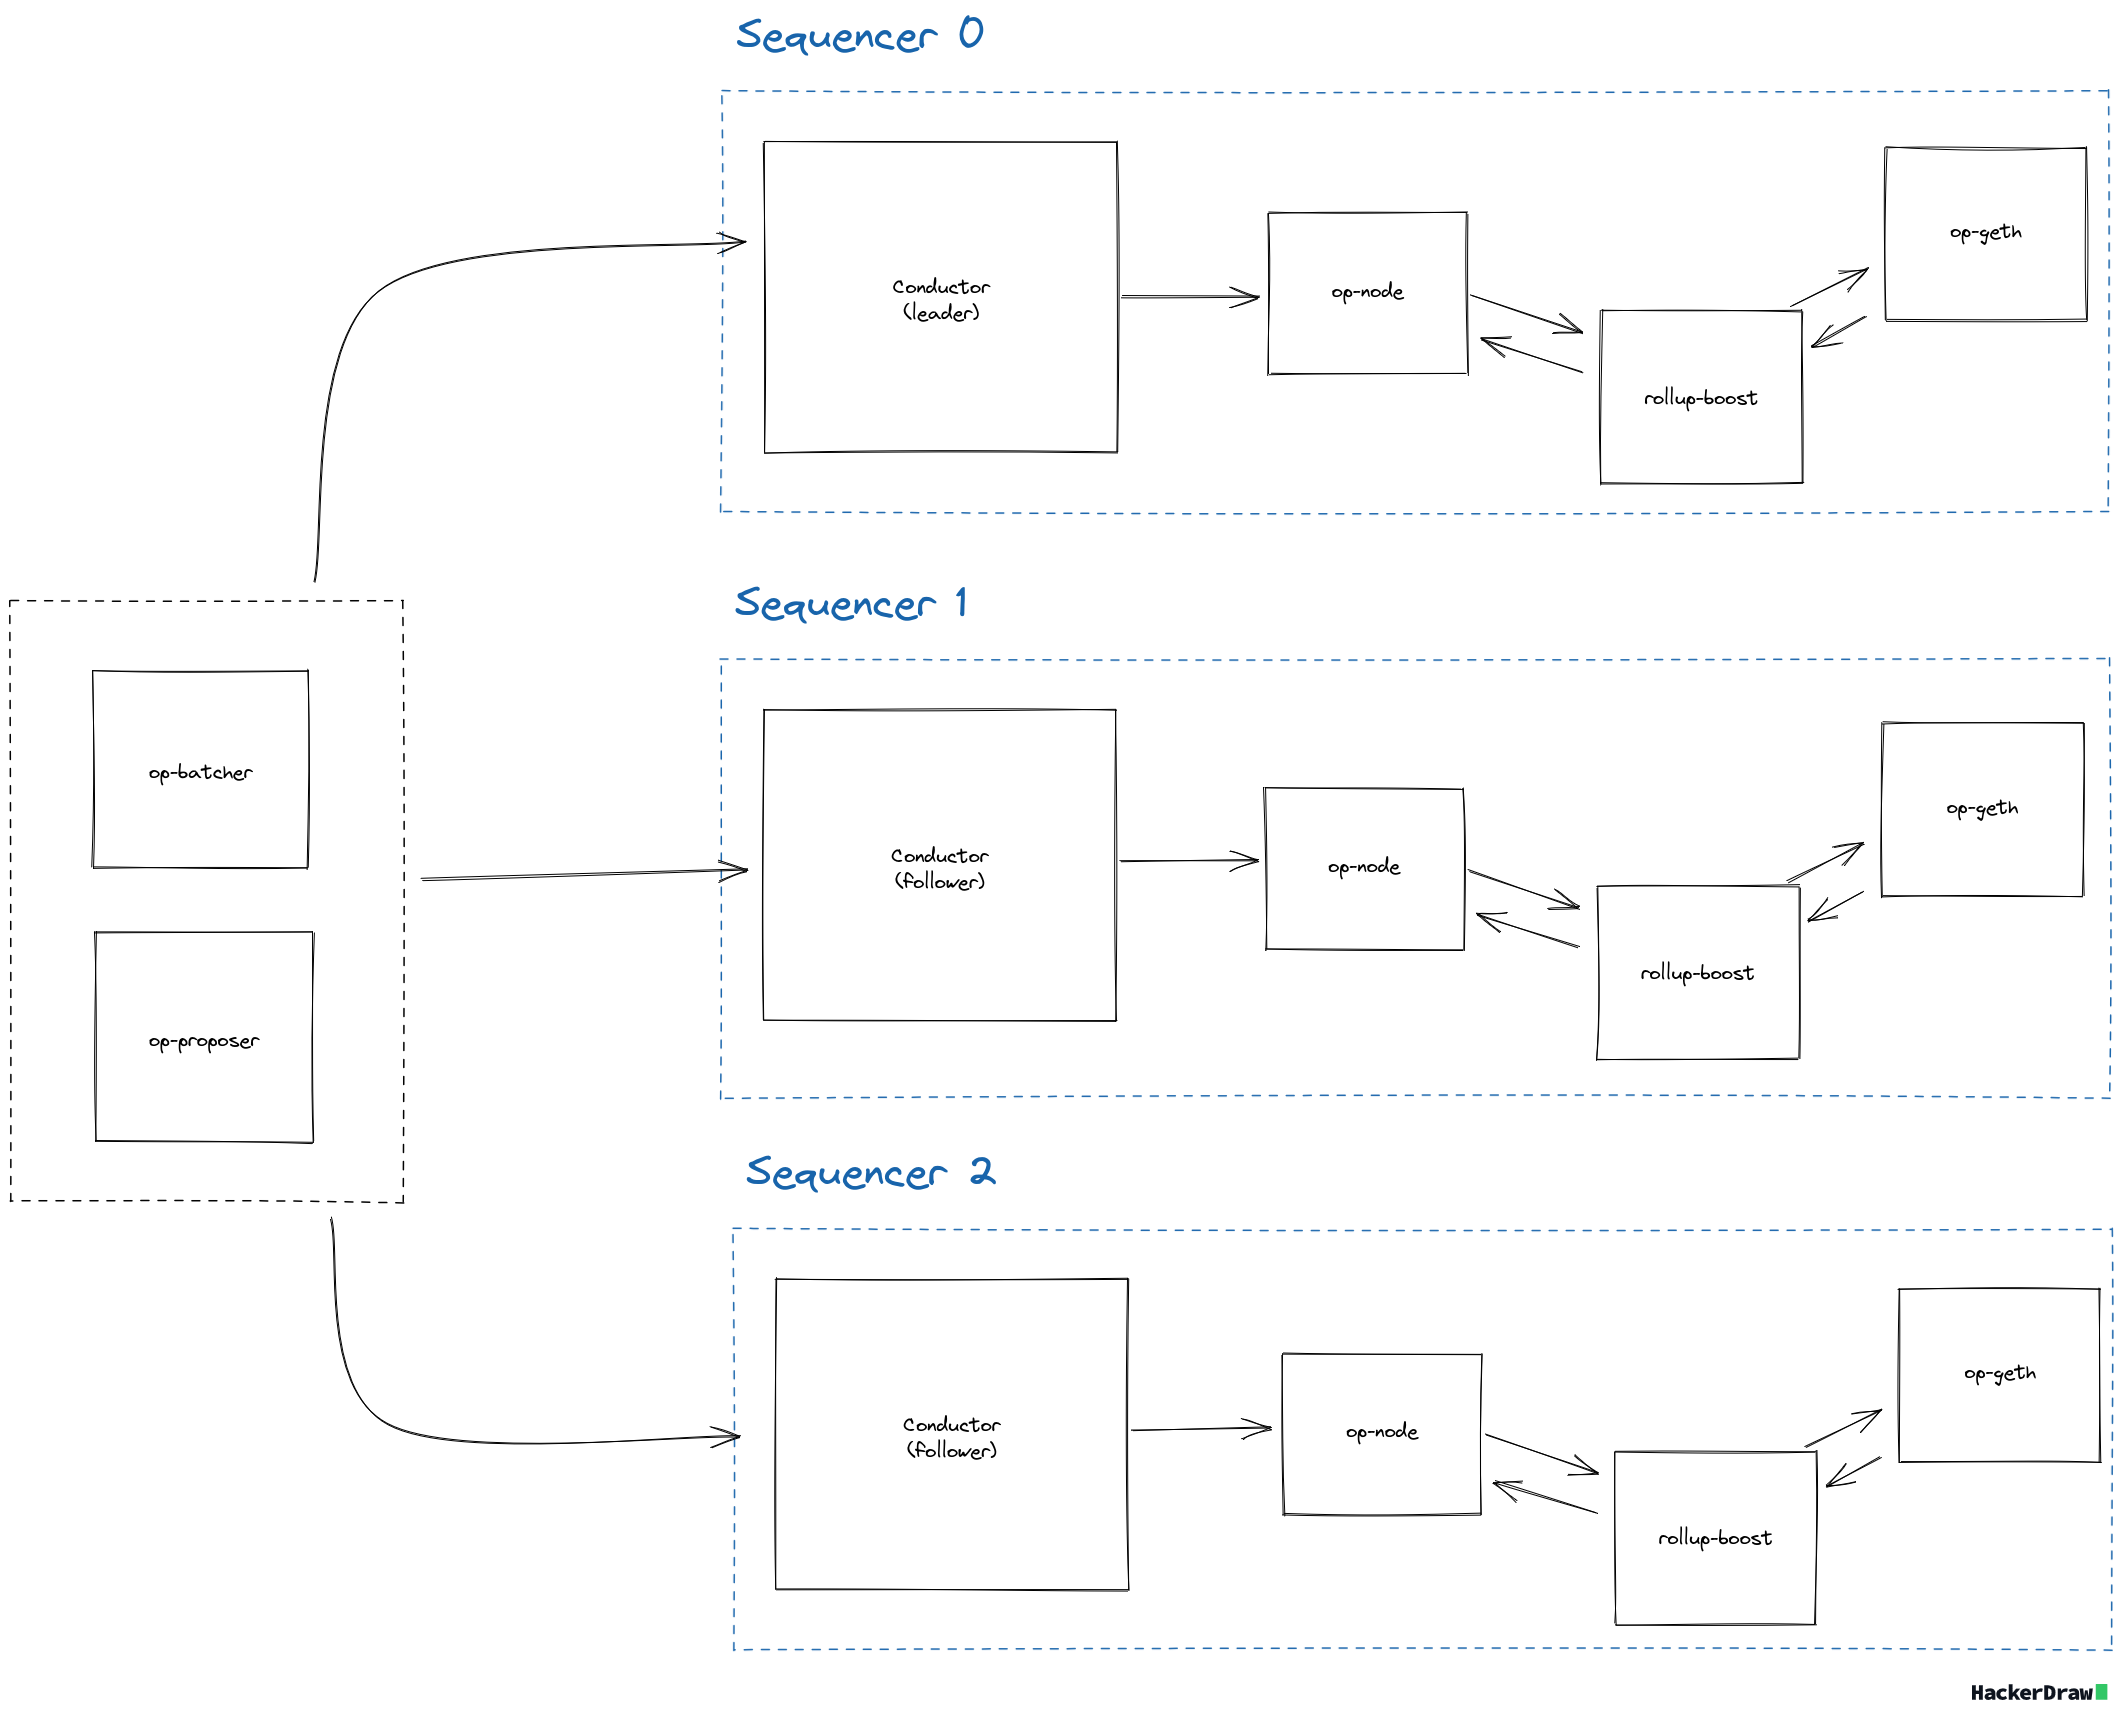 Sequencer 0
Conductor
(leader)
op-node
rollup-boost
op-geth
op-batcher
op-proposer
Sequencer 1
Conductor
(follower)
op-node
rollup-boost
op-geth
Sequencer 2
Conductor
(follower)
op-node
rollup-boost
op-geth
HackerDraw